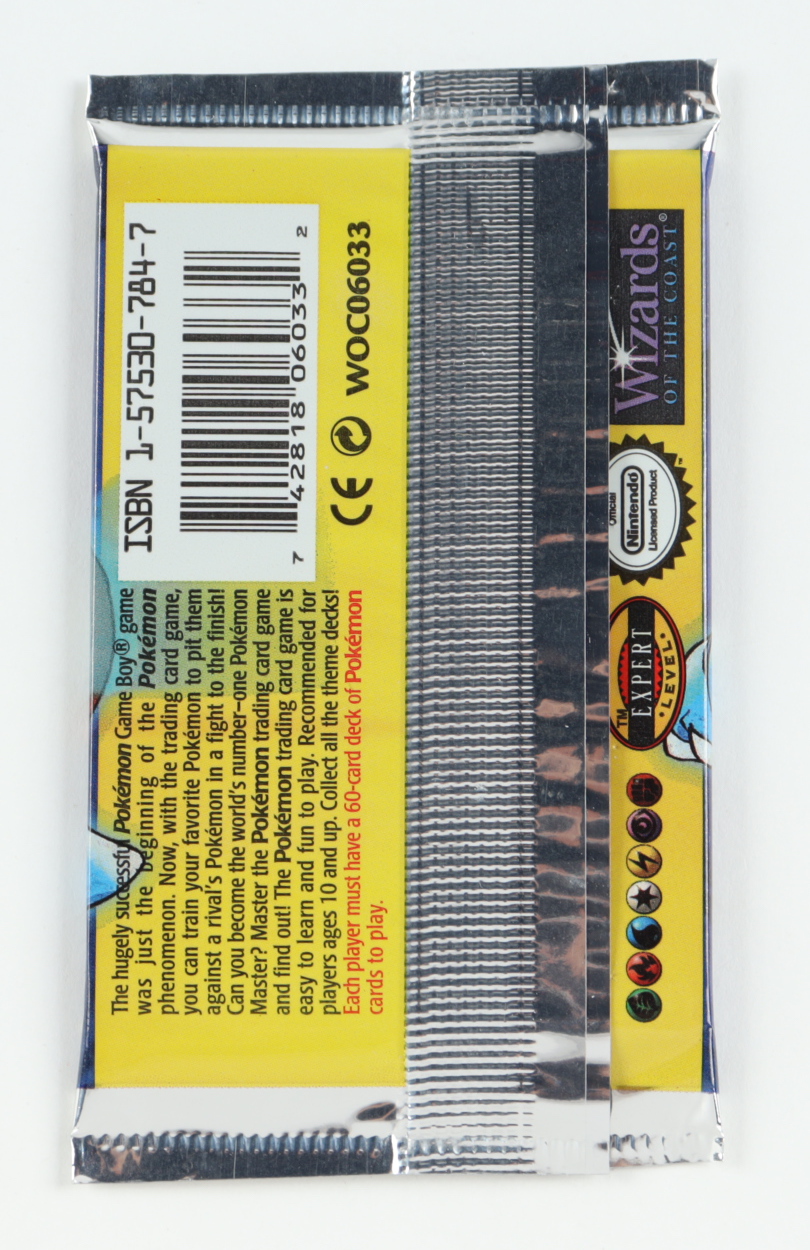 The hugely successful Pokémon Game Boy® game
was just the beginning of the Pokémon
phenomenon. Now, with the trading card game,
you can train your favorite Pokémon to pit them
against a rival's Pokémon in a fight to the finish!
Can you become the world's number–one Pokémon
Master? Master the Pokémon trading card game
and find out! The Pokémon trading card game is
easy to learn and fun to play. Recommended for
players ages 10 and up. Collect all the theme decks!
Each player must have a 60-card deck of Pokémon
cards to play.
ISBN 1-57530-784-7
7 42818 06033 2
CE WOC06033
TM
EXPERT
LEVEL
Official
Nintendo
Licensed Product
™
Wizards®
OF THE COAST